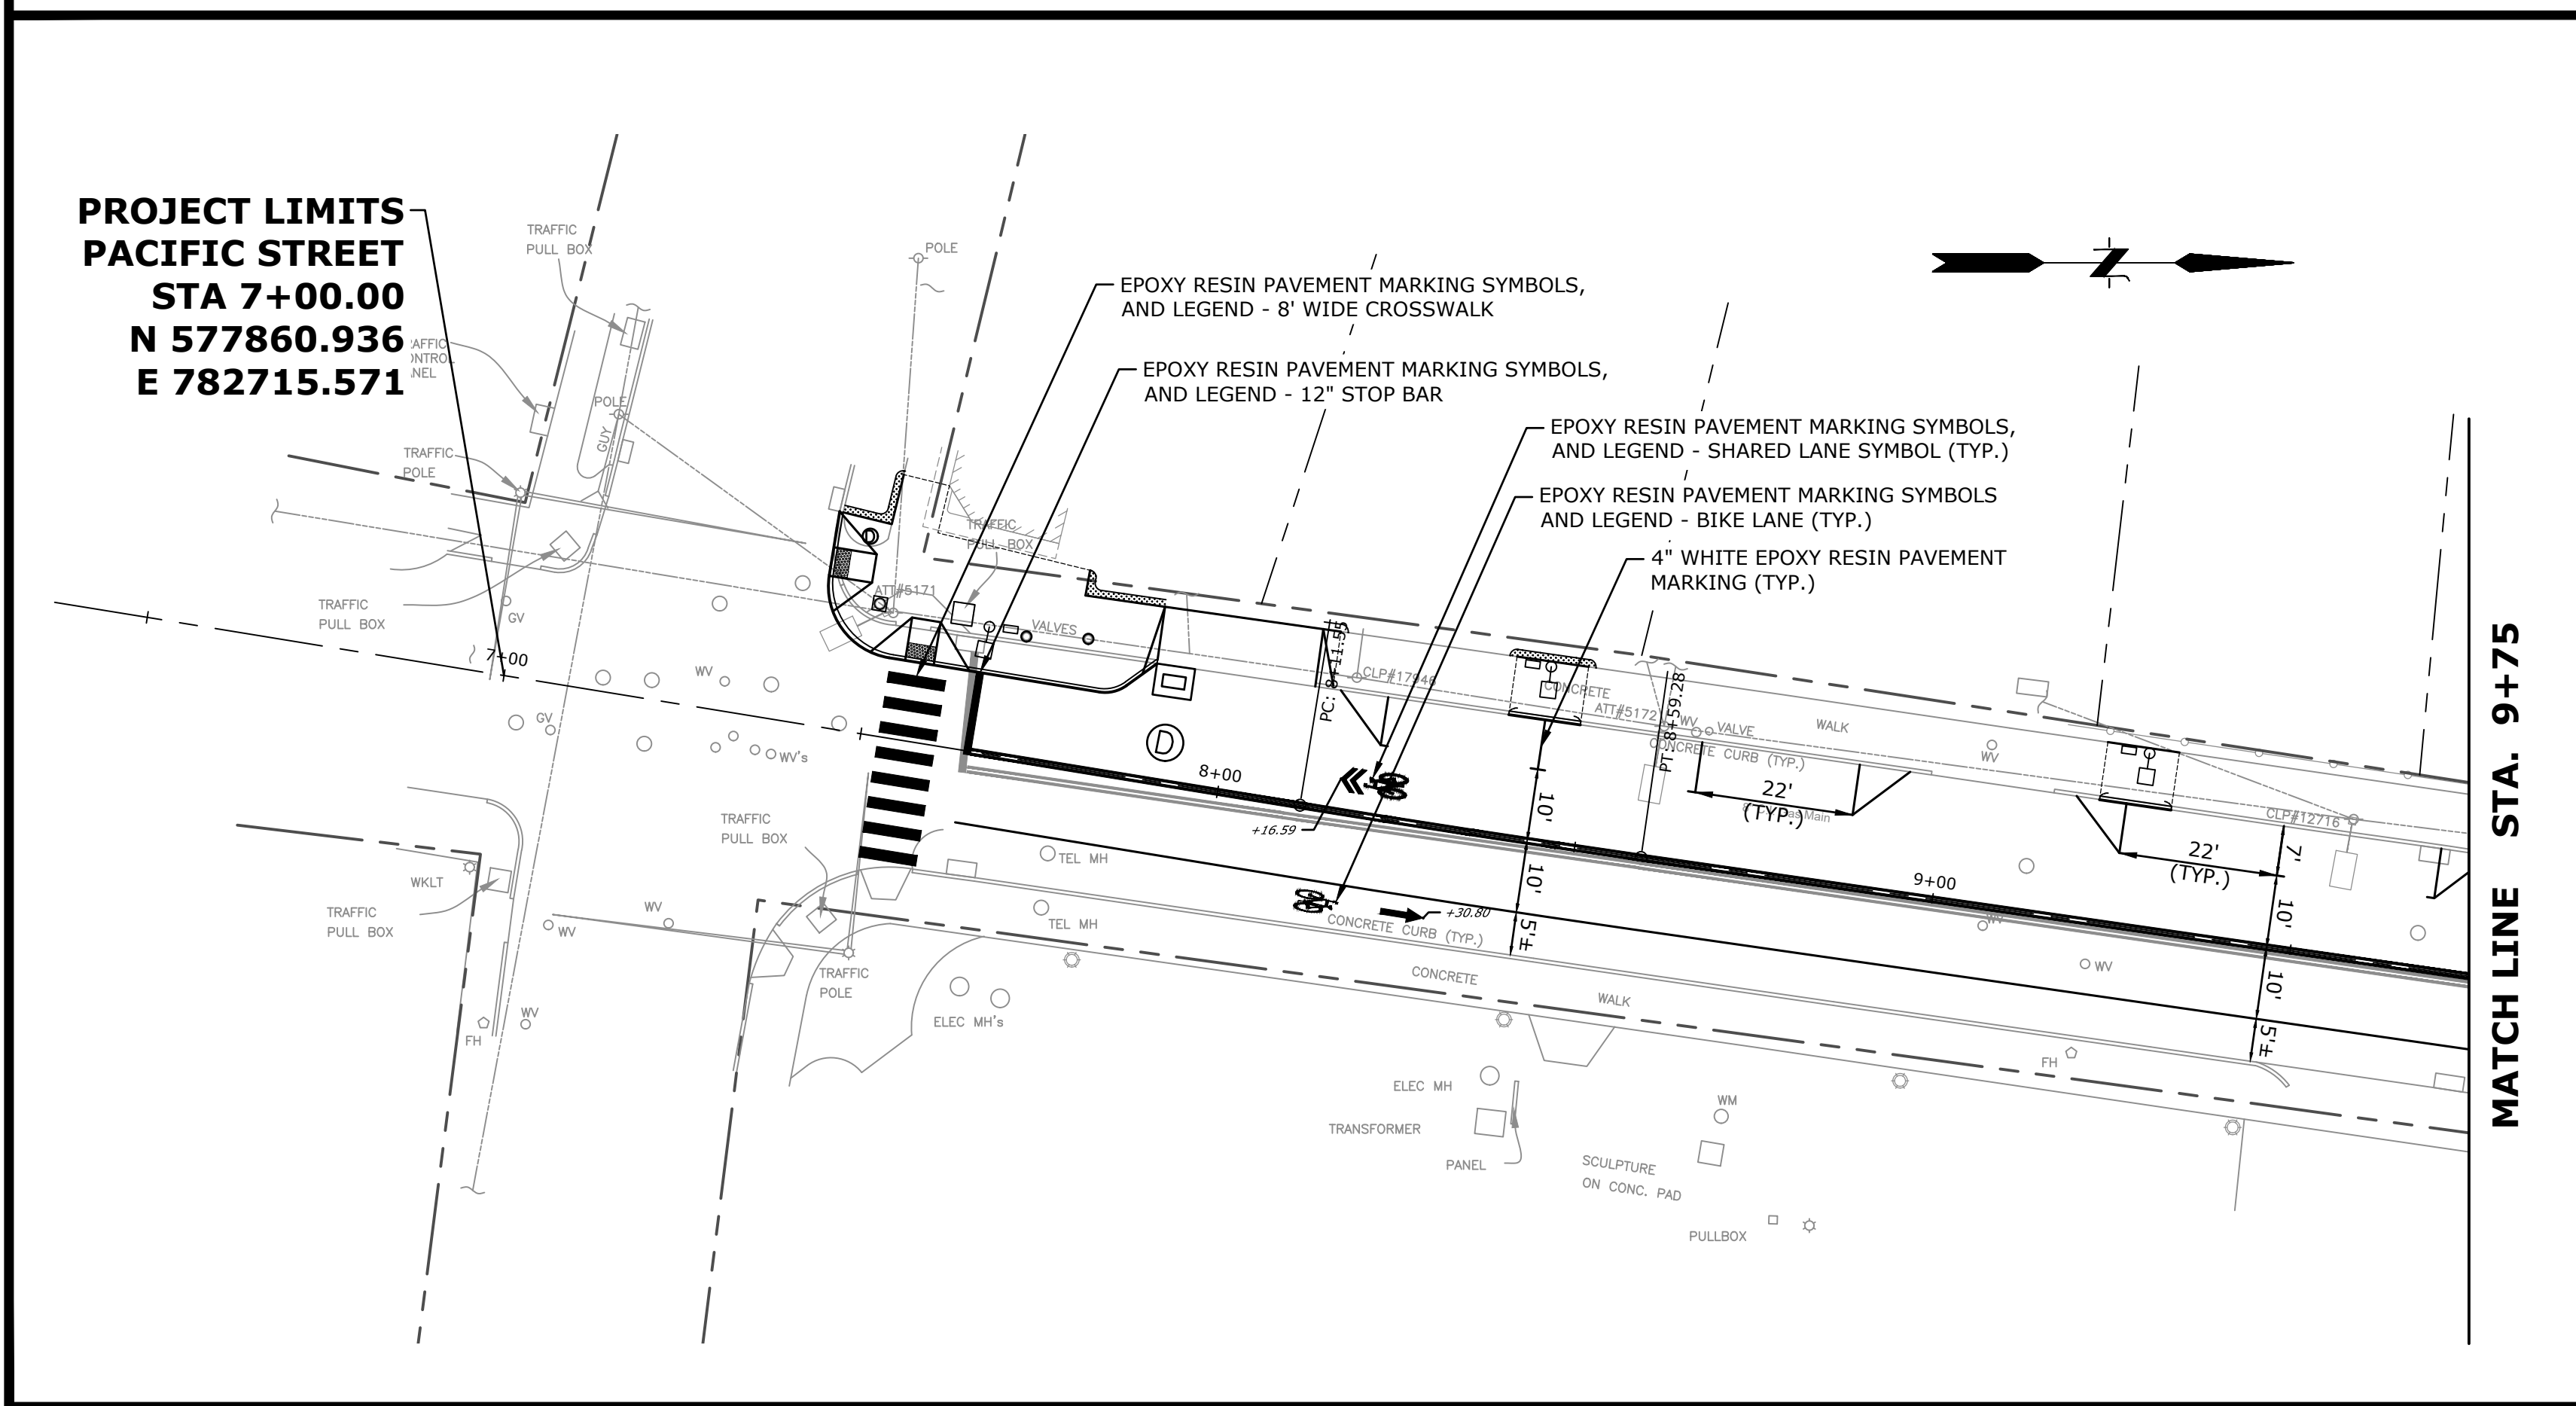 PROJECT LIMITS
PACIFIC STREET
STA 7+00.00
N 577860.936
E 782715.571
TRAFFIC
PULL BOX
POLE
Z
EPOXY RESIN PAVEMENT MARKING SYMBOLS,
AND LEGEND - 8' WIDE CROSSWALK
EPOXY RESIN PAVEMENT MARKING SYMBOLS,
AND LEGEND - 12" STOP BAR
EPOXY RESIN PAVEMENT MARKING SYMBOLS,
AND LEGEND - SHARED LANE SYMBOL (TYP.)
EPOXY RESIN PAVEMENT MARKING SYMBOLS
AND LEGEND - BIKE LANE (TYP.)
4" WHITE EPOXY RESIN PAVEMENT
MARKING (TYP.)
AFFIC
ONTROL
NEL
POLE
GUY
TRAFFIC
POLE
TRAFFIC
PULL BOX
TRAFFIC
PULL BOX
D
ATT#5171
VALVES
GV
7+00
WV
GV
WV's
8+00
D
PC: 8+11.55
CLP#17946
CONCRETE
ATT#5172
WV
VALVE
WALK
CONCRETE CURB (TYP.)
PT: 8+59.28
22'
(TYP.)
Gas Main
WV
CLP#12716
+16.59
10'
10'
5'±
22'
(TYP.)
7'
10'
10'
5'±
9+00
WV
WV
TRAFFIC
PULL BOX
TEL MH
TEL MH
+30.80
CONCRETE CURB (TYP.)
CONCRETE
WALK
WKLT
TRAFFIC
PULL BOX
WV
WV
TRAFFIC
POLE
ELEC MH's
WV
FH
FH
ELEC MH
TRANSFORMER
PANEL
WM
SCULPTURE
ON CONC. PAD
PULLBOX
MATCH LINE STA. 9+75